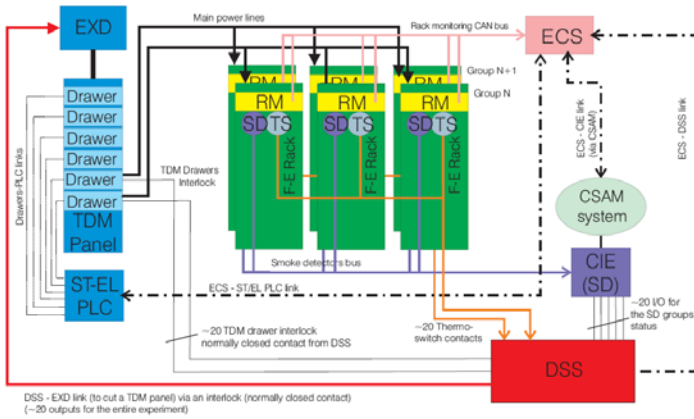 EXD
Main power lines
Rack monitoring CAN bus
ECS
Group N+1
Group N
RM
RM
RM
RM
RM
RM
SD
TS
SD
TS
SD
TS
F-E Rack
F-E Rack
F-E Rack
Drawer
Drawer
Drawer
Drawer
Drawer
Drawer
TDM
Panel
Drawers-PLC links
TDM Drawers
Interlock
ECS - CIE link
(via CSAM)
ECS - DSS link
CSAM
system
Smoke detectors bus
ST-EL
PLC
ECS - ST/EL PLC link
CIE
(SD)
~20 I/O for
the SD groups
status
~20 TDM drawer interlock
normally closed contact from DSS
~20 Thermo-
switch contacts
DSS
DSS - EXD link (to cut a TDM panel) via an interlock (normally closed contact)
(~20 outputs for the entire experiment)